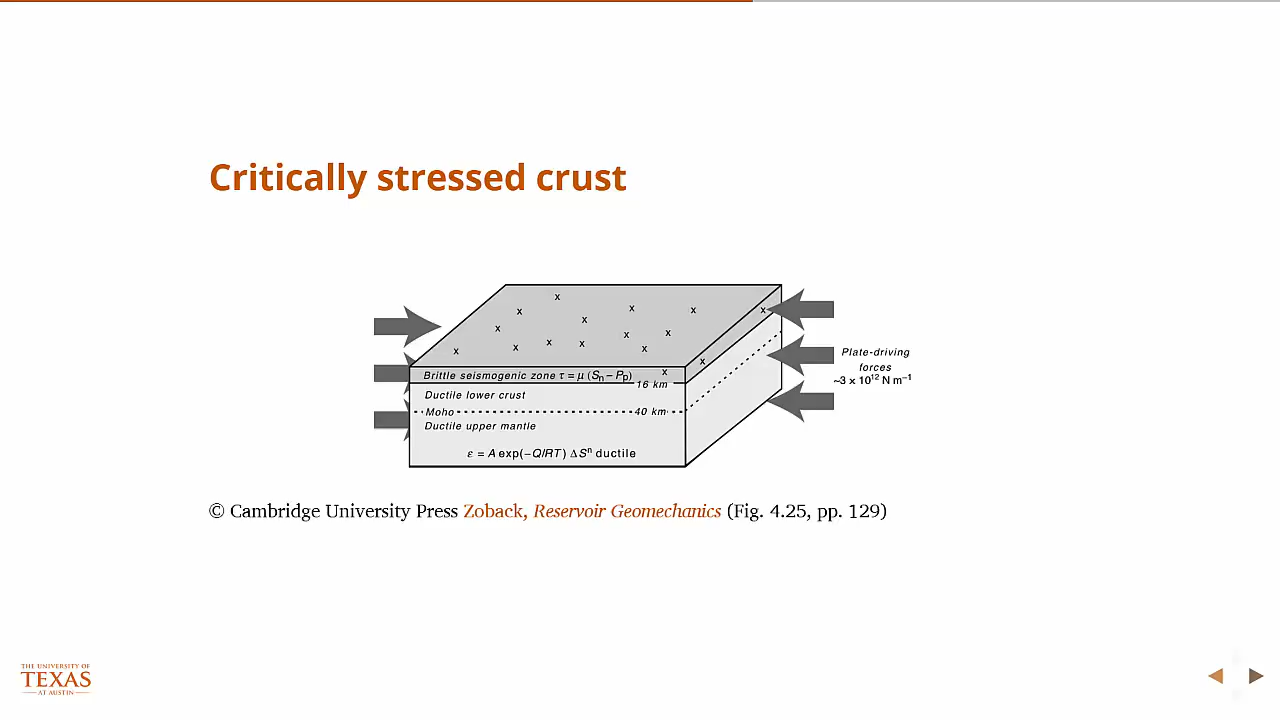 Critically stressed crust
x x x x x x x x x x x x x x x x x
Brittle seismogenic zone τ = μ (Sn − Pp)
16 km
Ductile lower crust
Moho
40 km
Ductile upper mantle
ε = A exp(−Q/RT) ΔSⁿ ductile
Plate-driving
forces
~3 x 10¹² N m⁻¹
© Cambridge University Press Zoback, Reservoir Geomechanics (Fig. 4.25, pp. 129)
THE UNIVERSITY OF
TEXAS
AT AUSTIN